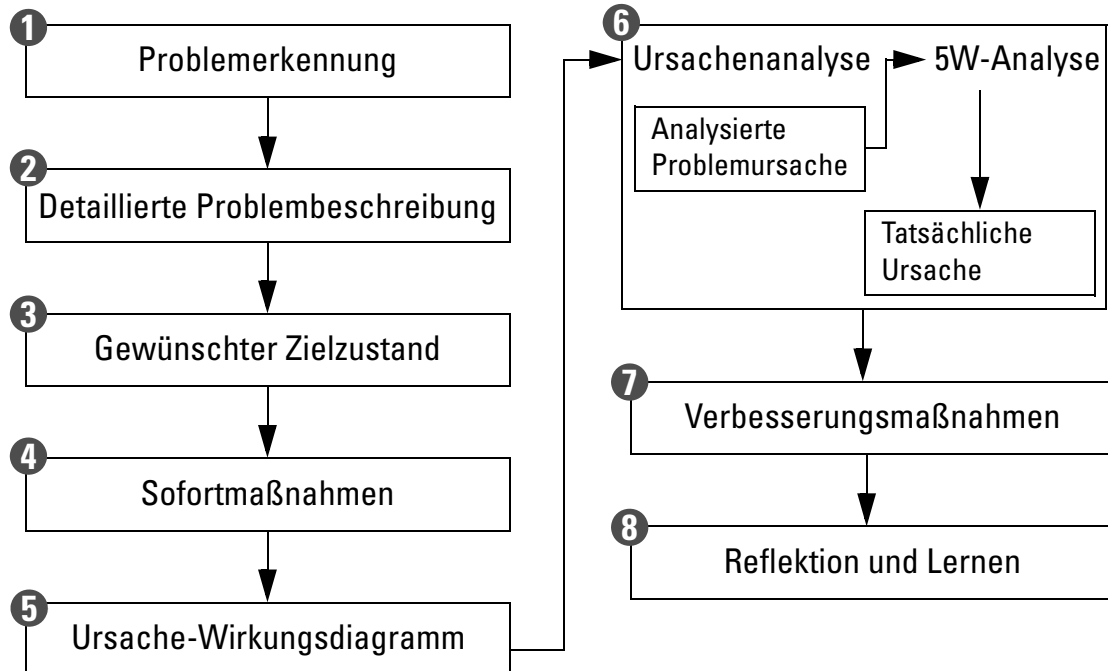 1
Problemerkennung
2
Detaillierte Problembeschreibung
3
Gewünschter Zielzustand
4
Sofortmaßnahmen
5
Ursache-Wirkungsdiagramm
6
Ursachenanalyse
5W-Analyse
Analysierte
Problemursache
Tatsächliche
Ursache
7
Verbesserungsmaßnahmen
8
Reflektion und Lernen